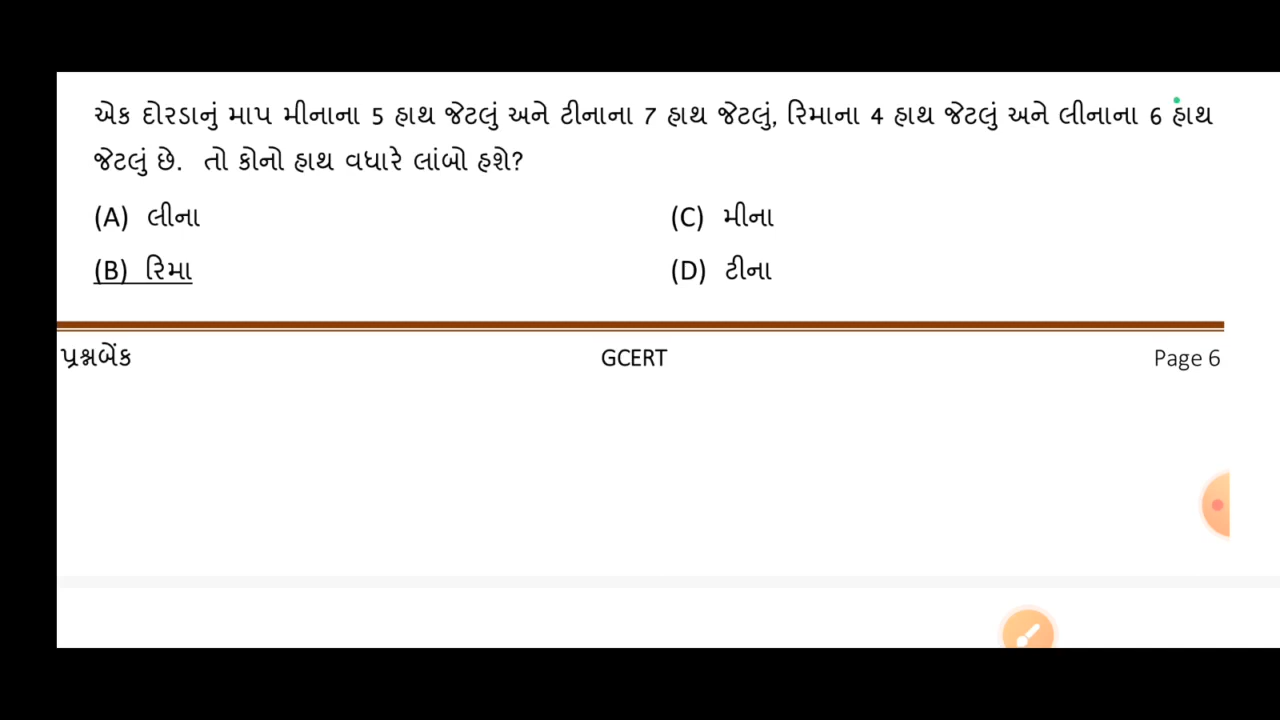 એક દોરડાનું માપ મીનાના 5 હાથ જેટલું અને ટીનાના 7 હાથ જેટલું, રિમાના 4 હાથ જેટલું અને લીનાના 6 હાથ
જેટલું છે. તો કોનો હાથ વધારે લાંબો હશે?
(A) લીના (C) મીના
(B) રિમા (D) ટીના
પ્રશ્નબેંક GCERT Page 6